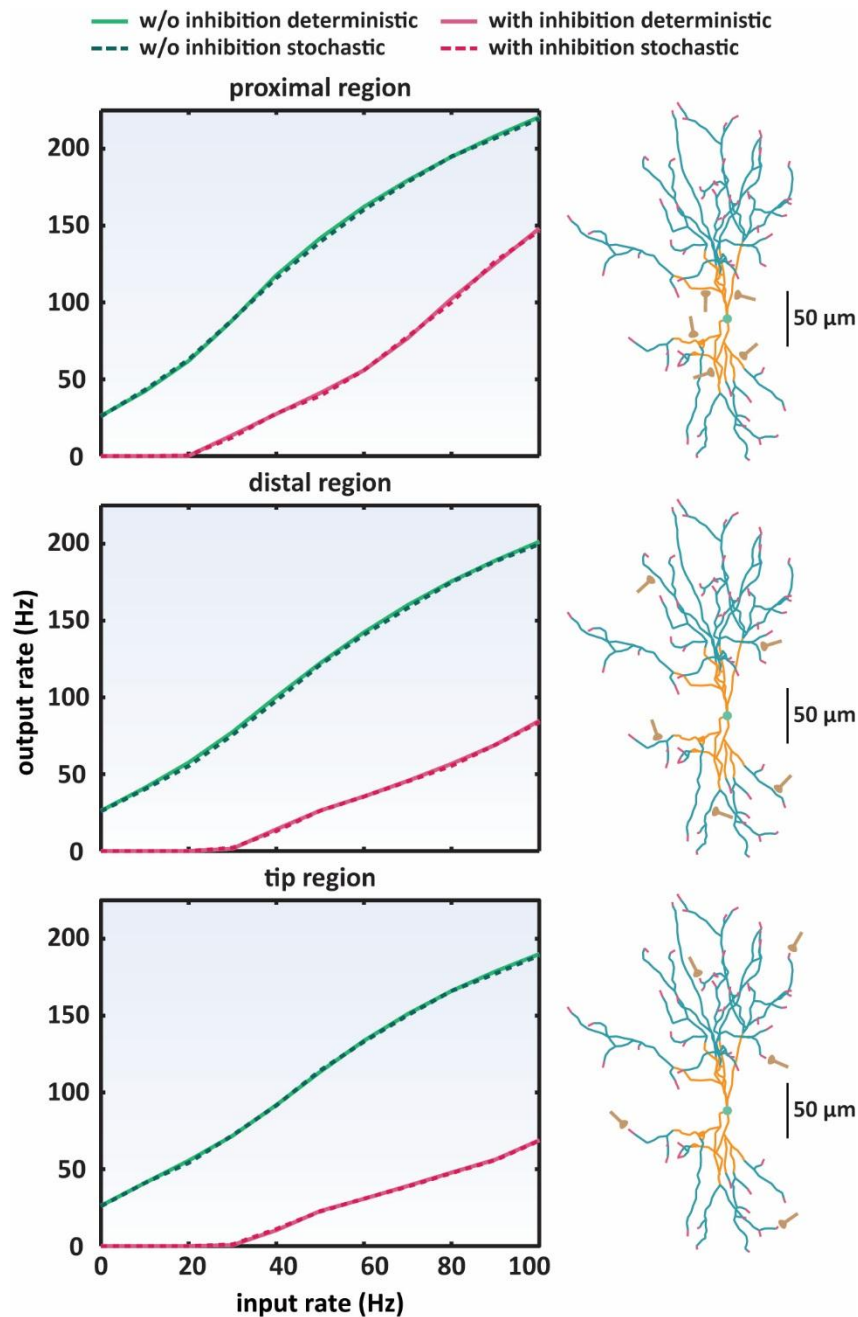 w/o inhibition deterministic with inhibition deterministic
w/o inhibition stochastic with inhibition stochastic
proximal region
200
150
100
50
0
50 µm
distal region
200
150
100
50
0
50 µm
output rate (Hz)
tip region
200
150
100
50
0
50 µm
0 20 40 60 80 100
input rate (Hz)